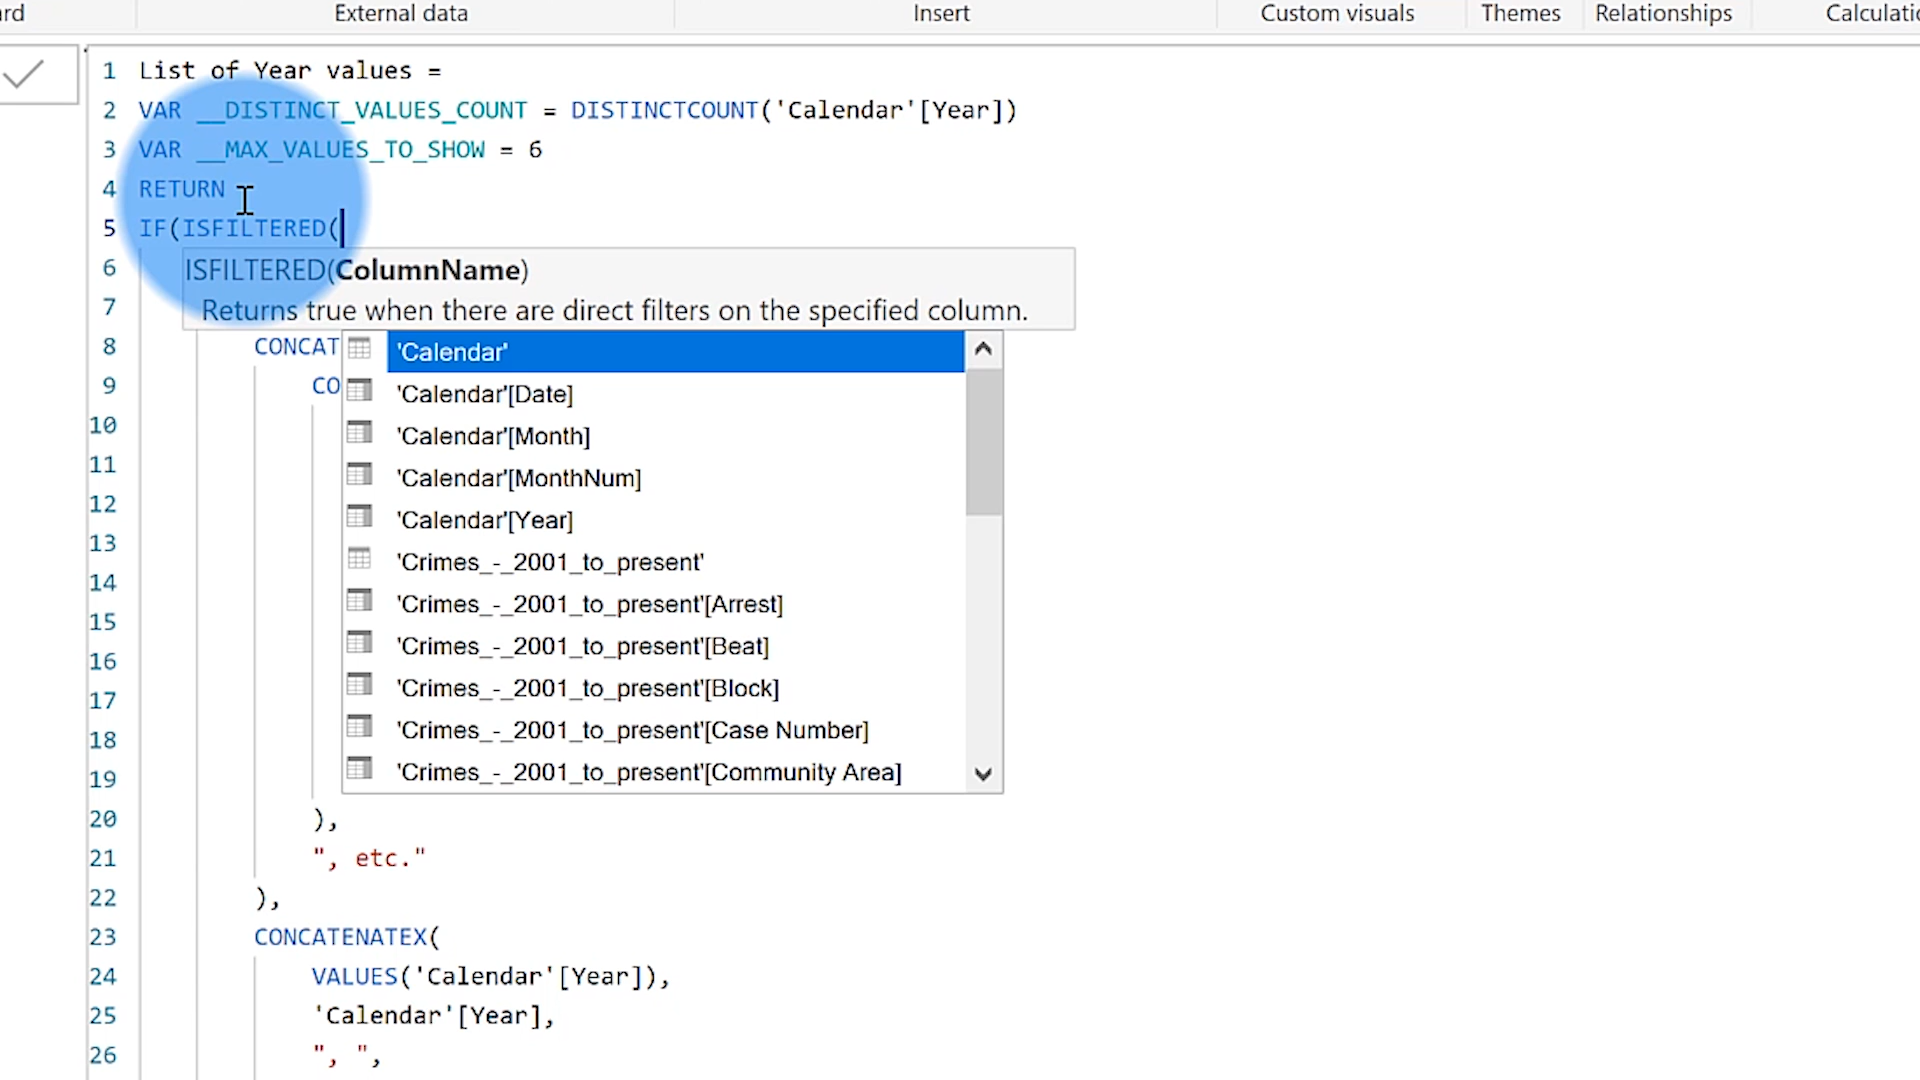 ard
External data
Insert
Custom visuals
Themes
Relationships
Calculati
1 List of Year values =
2 VAR __DISTINCT_VALUES_COUNT = DISTINCTCOUNT('Calendar'[Year])
3 VAR __MAX_VALUES_TO_SHOW = 6
4 RETURN
5 IF(ISFILTERED(
6
ISFILTERED(ColumnName)
7
Returns true when there are direct filters on the specified column.
8 CONCAT
'Calendar'
9 CO
'Calendar'[Date]
10
'Calendar'[Month]
11
'Calendar'[MonthNum]
12
'Calendar'[Year]
13
'Crimes_-_2001_to_present'
14
'Crimes_-_2001_to_present'[Arrest]
15
'Crimes_-_2001_to_present'[Beat]
16
'Crimes_-_2001_to_present'[Block]
17
'Crimes_-_2001_to_present'[Case Number]
18
'Crimes_-_2001_to_present'[Community Area]
19
20 ),
21 ", etc."
22 ),
23 CONCATENATEX(
24 VALUES('Calendar'[Year]),
25 'Calendar'[Year],
26 ", ",